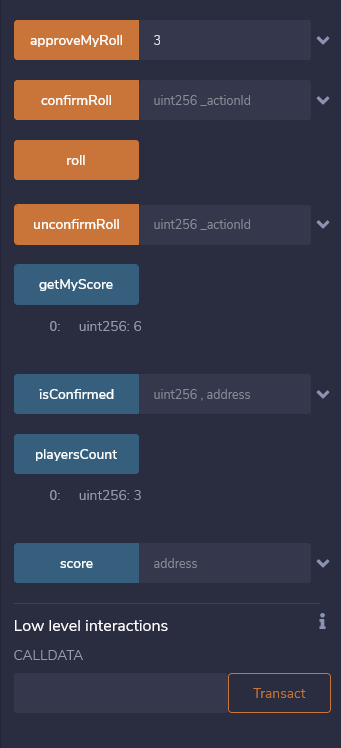 approveMyRoll 3
confirmRoll uint256 _actionId
roll
unconfirmRoll uint256 _actionId
getMyScore
0: uint256: 6
isConfirmed uint256 , address
playersCount
0: uint256: 3
score address
Low level interactions i
CALLDATA
Transact